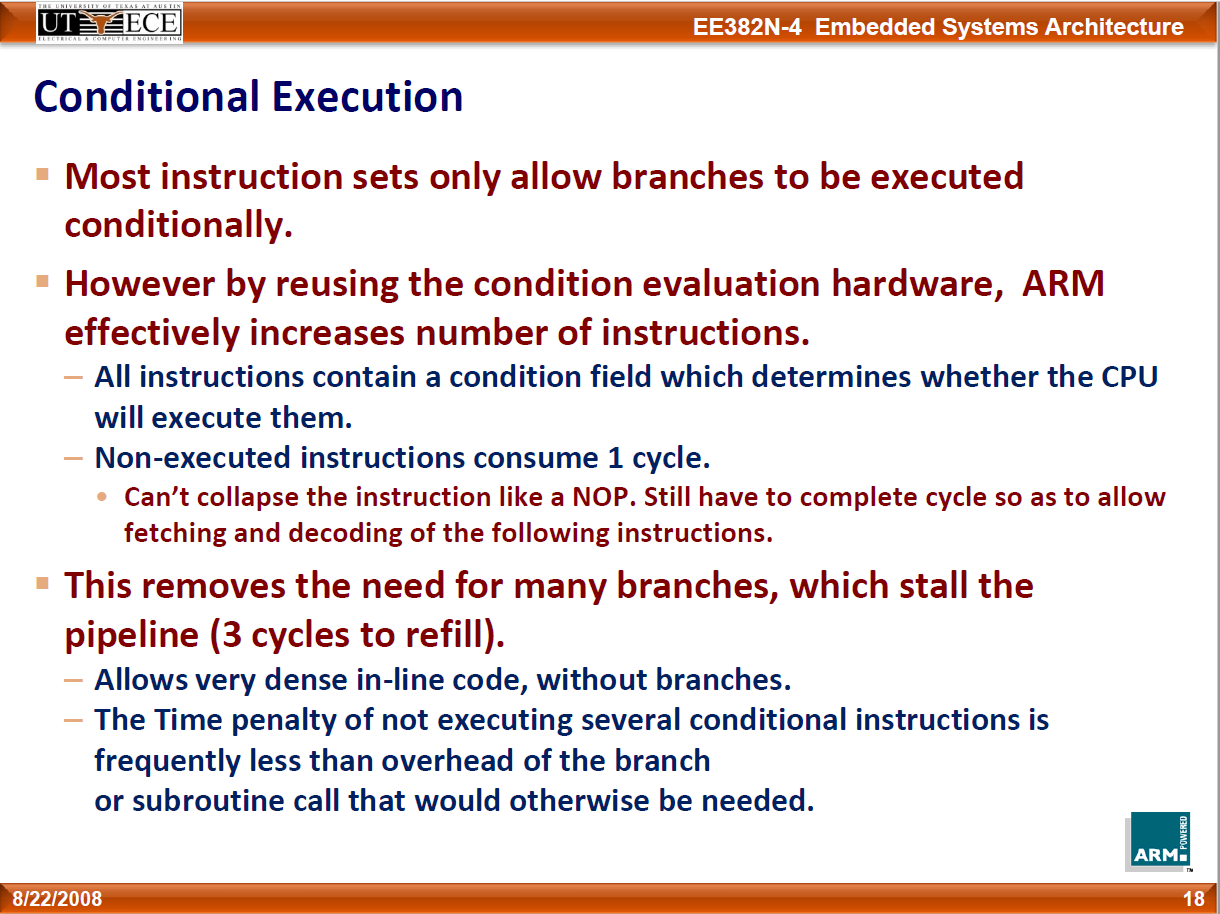 THE UNIVERSITY OF TEXAS AT AUSTIN
UT ECE
ELECTRICAL & COMPUTER ENGINEERING
EE382N-4 Embedded Systems Architecture
Conditional Execution
Most instruction sets only allow branches to be executed
conditionally.
However by reusing the condition evaluation hardware, ARM
effectively increases number of instructions.
– All instructions contain a condition field which determines whether the CPU
will execute them.
– Non-executed instructions consume 1 cycle.
• Can’t collapse the instruction like a NOP. Still have to complete cycle so as to allow
fetching and decoding of the following instructions.
This removes the need for many branches, which stall the
pipeline (3 cycles to refill).
– Allows very dense in-line code, without branches.
– The Time penalty of not executing several conditional instructions is
frequently less than overhead of the branch
or subroutine call that would otherwise be needed.
ARM POWERED
TM
8/22/2008
18